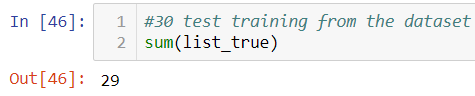 In [46]: 1 #30 test training from the dataset
2 sum(list_true)
Out[46]: 29